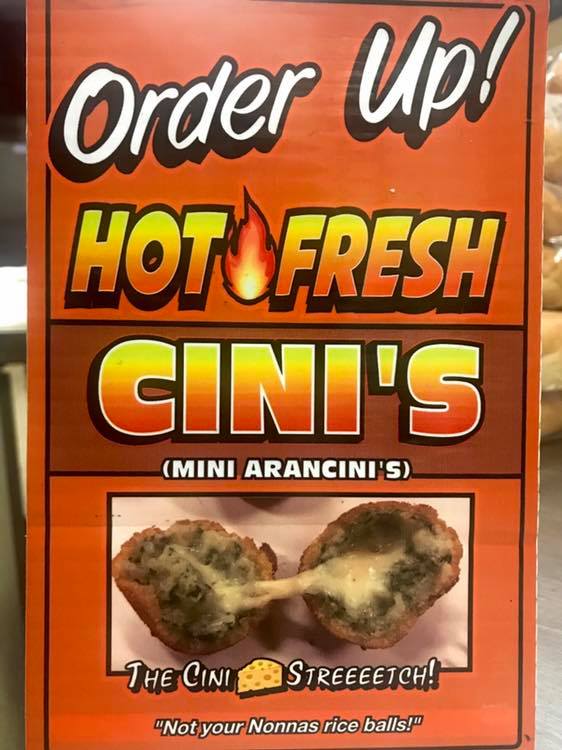 Order Up!
HOT FRESH
CINI'S
(MINI ARANCINI'S)
THE CINI STREEEETCH!
"Not your Nonnas rice balls!"